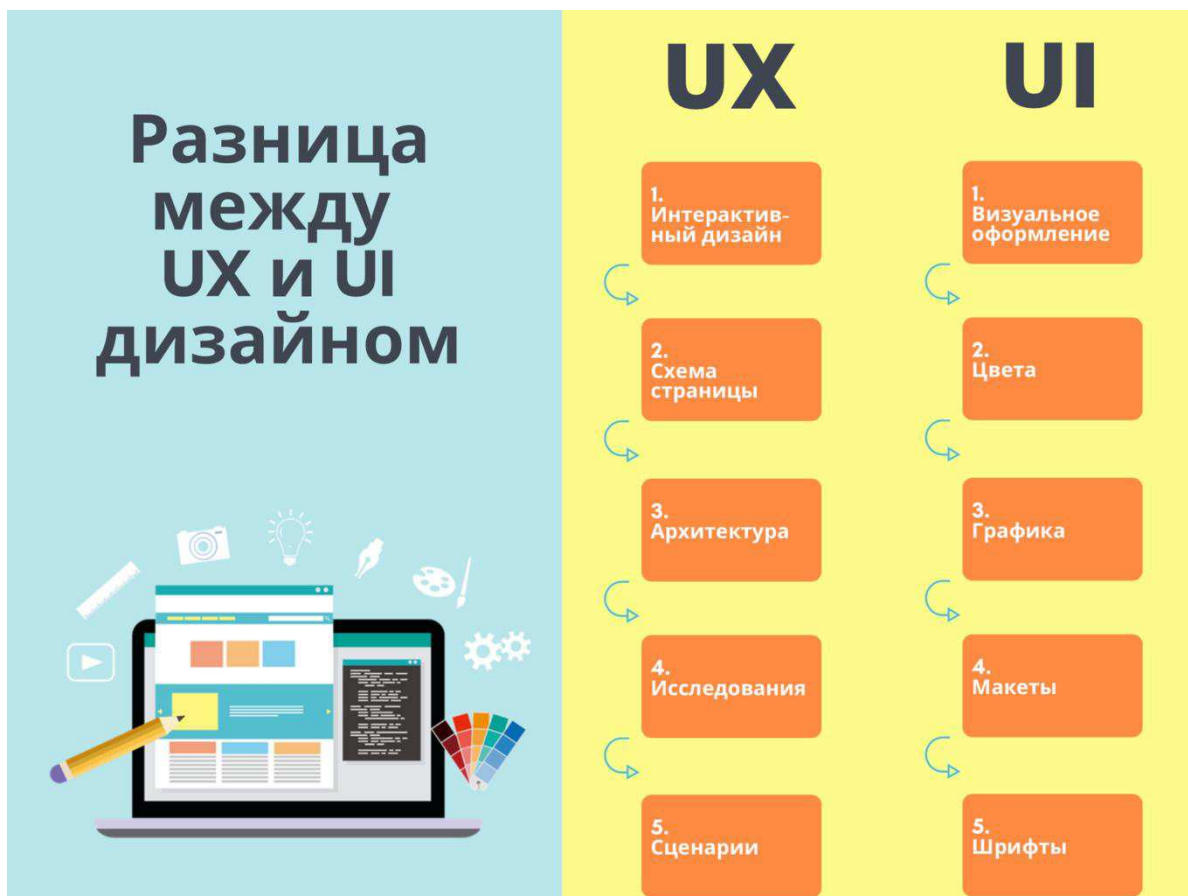 Разница
между
UX и UI
дизайном
UX
1.
Интерактив-
ный дизайн
2.
Схема
страницы
3.
Архитектура
4.
Исследования
5.
Сценарии
UI
1.
Визуальное
оформление
2.
Цвета
3.
Графика
4.
Макеты
5.
Шрифты